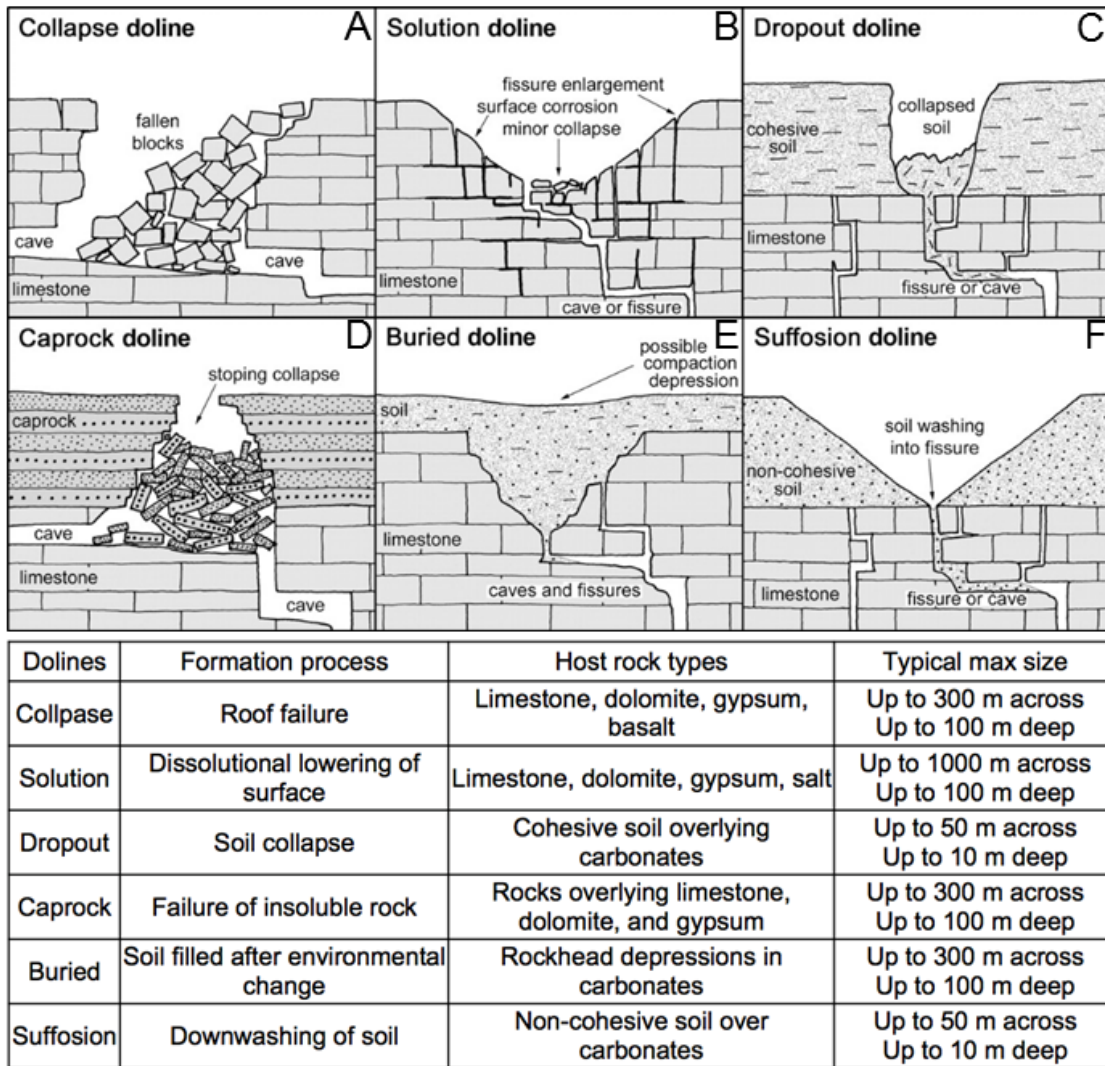 Collapse doline
A
fallen
blocks
cave
cave
limestone
Solution doline
B
fissure enlargement
surface corrosion
minor collapse
limestone
cave or fissure
Dropout doline
C
collapsed
soil
cohesive
soil
limestone
fissure or cave
Caprock doline
D
stoping collapse
caprock
cave
limestone
cave
Buried doline
E
possible
compaction
depression
soil
limestone
caves and fissures
Suffosion doline
F
soil washing
into fissure
non-cohesive
soil
limestone
fissure or cave
Dolines Formation process Host rock types Typical max size
Collpase Roof failure Limestone, dolomite, gypsum, basalt Up to 300 m across
Up to 100 m deep
Solution Dissolutional lowering of surface Limestone, dolomite, gypsum, salt Up to 1000 m across
Up to 100 m deep
Dropout Soil collapse Cohesive soil overlying carbonates Up to 50 m across
Up to 10 m deep
Caprock Failure of insoluble rock Rocks overlying limestone, dolomite, and gypsum Up to 300 m across
Up to 100 m deep
Buried Soil filled after environmental change Rockhead depressions in carbonates Up to 300 m across
Up to 100 m deep
Suffosion Downwashing of soil Non-cohesive soil over carbonates Up to 50 m across
Up to 10 m deep